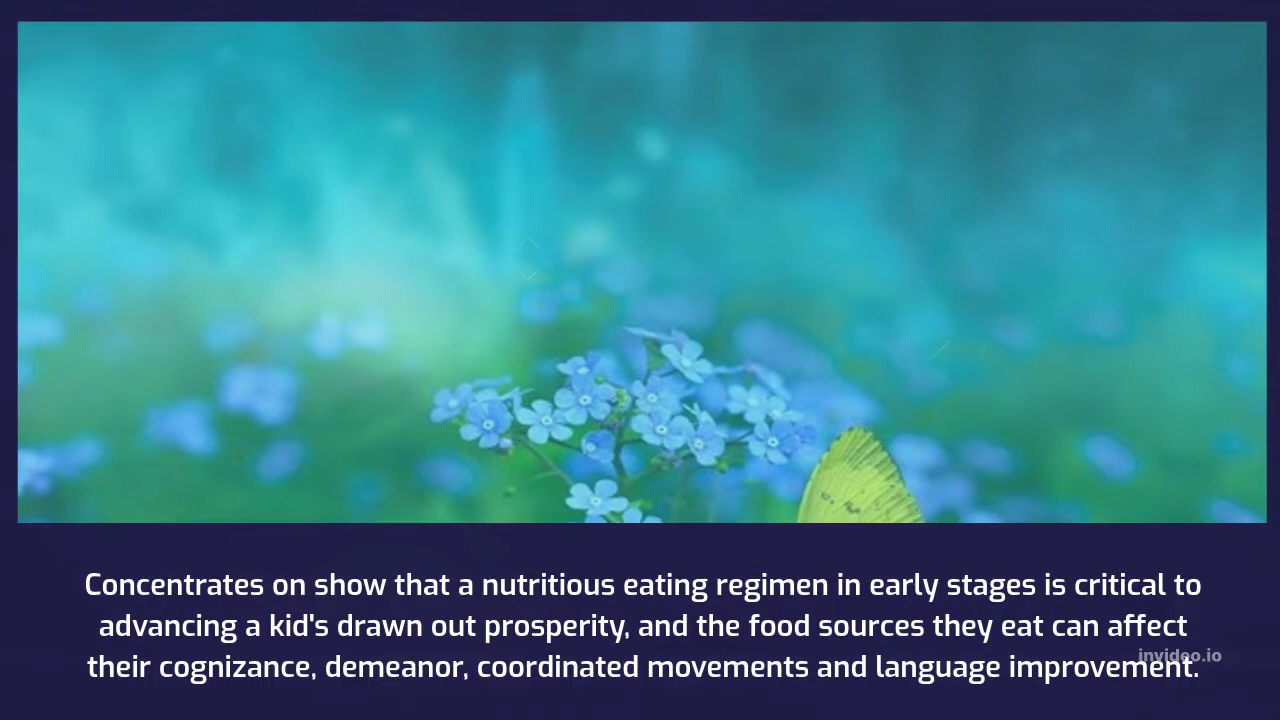 Concentrates on show that a nutritious eating regimen in early stages is critical to
advancing a kid's drawn out prosperity, and the food sources they eat can affect
their cognizance, demeanor, coordinated movements and language improvement.
invideo.io